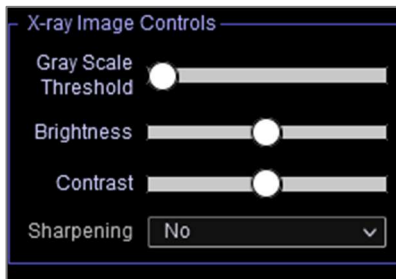 X-ray Image Controls
Gray Scale
Threshold
Brightness
Contrast
Sharpening No